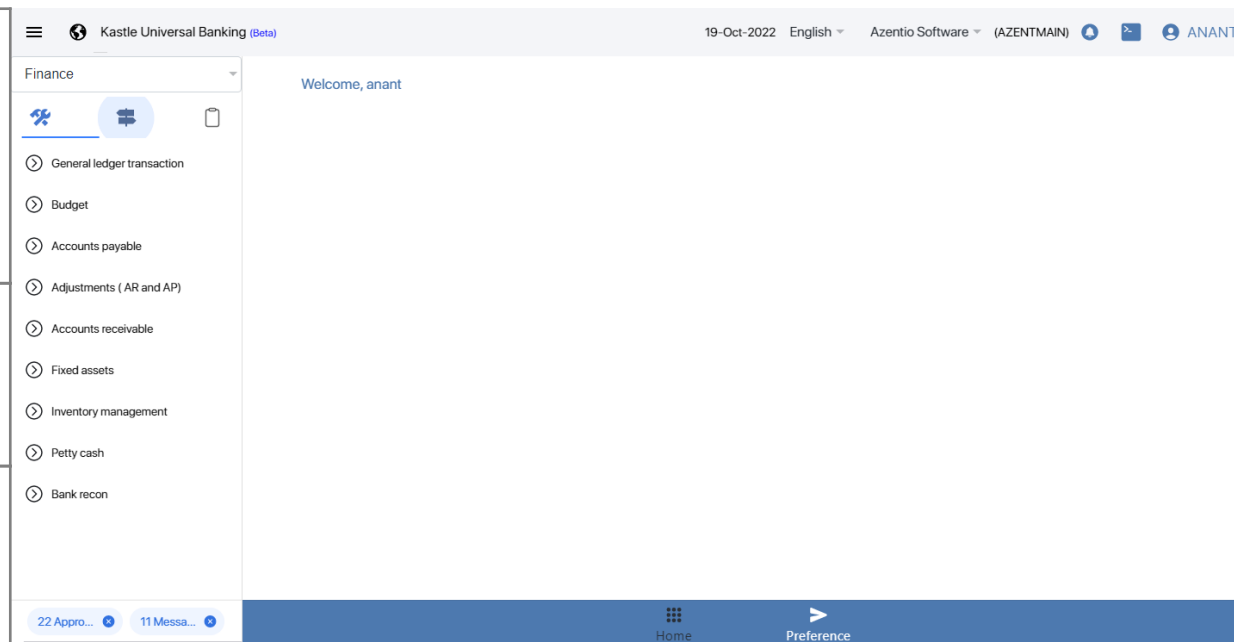 Kastle Universal Banking (Beta)
19-Oct-2022 English Azentio Software (AZENTMAIN) ANANT
Finance
Welcome, anant
General ledger transaction
Budget
Accounts payable
Adjustments ( AR and AP)
Accounts receivable
Fixed assets
Inventory management
Petty cash
Bank recon
22 Appro... 11 Messa...
Home Preference